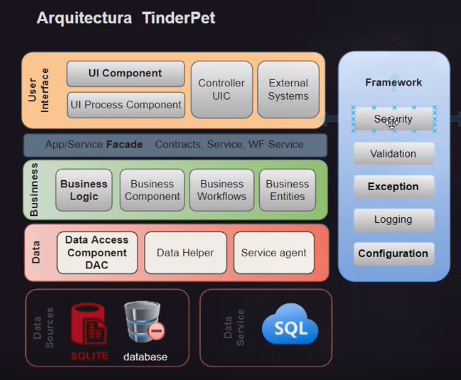 Arquitectura TinderPet
User
Interface
UI Component
UI Process Component
Controller
UIC
External
Systems
App/Service Facade : Contracts, Service, WF Service
Businness
Business
Logic
Business
Component
Business
Workflows
Business
Entities
Data
Data Access
Component
DAC
Data Helper
Service agent
Data
Sources
SQLITE
database
Data
Service
SQL
Framework
Security
Validation
Exception
Logging
Configuration